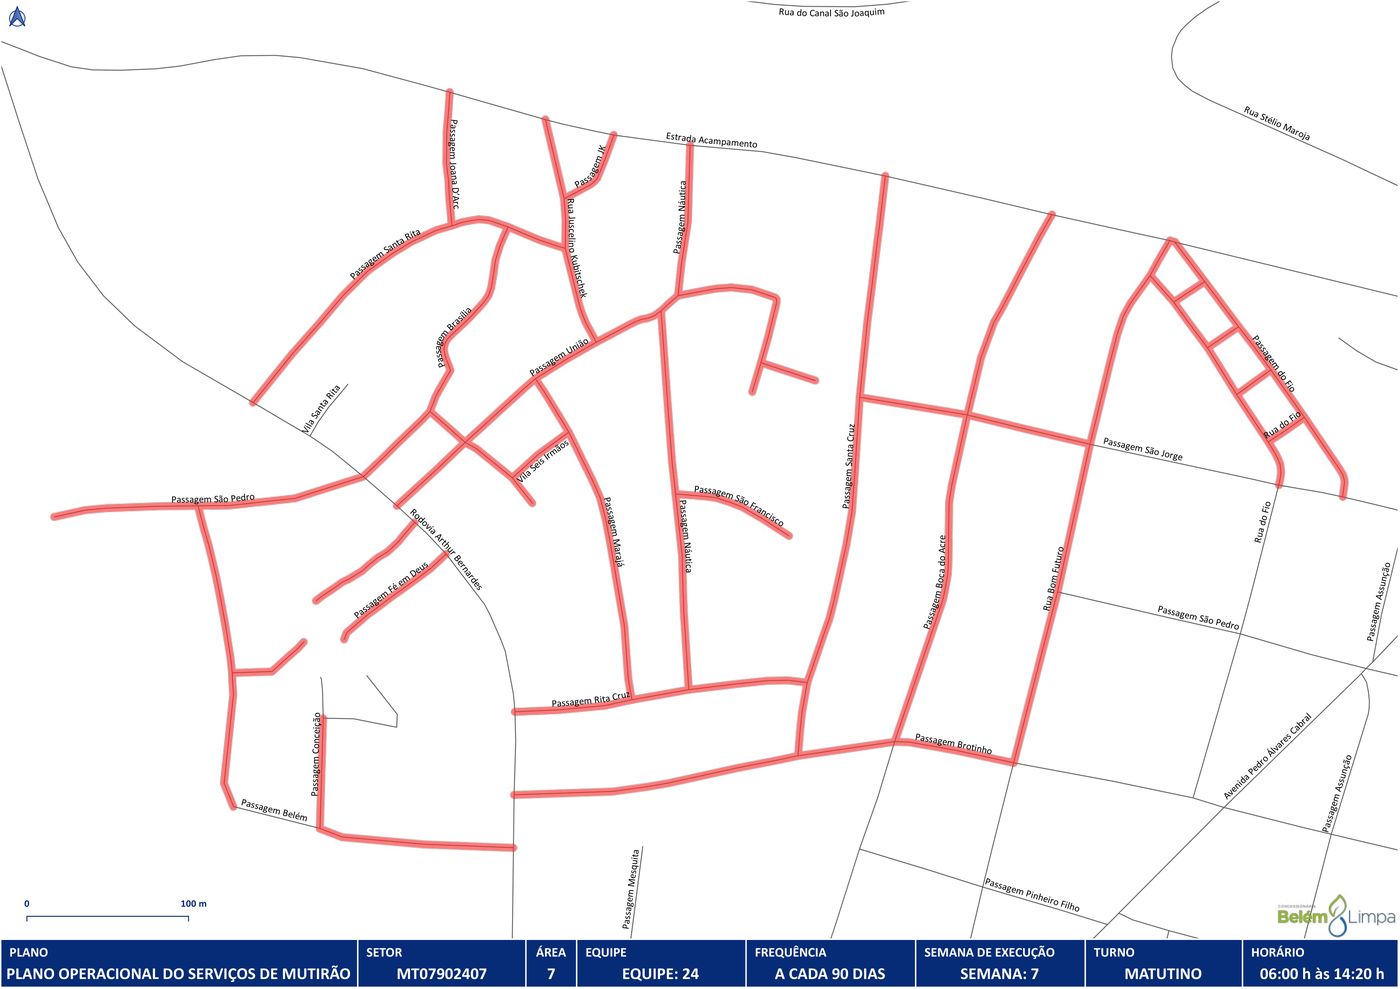 Rua do Canal São Joaquim
Rua Stélio Maroja
Estrada Acampamento
Passagem Joana D'Arc
Passagem JK
Rua Juscelino Kubitschek
Passagem Náutica
Passagem Santa Rita
Passagem Brasília
Passagem União
Vila Santa Rita
Passagem do Fio
Rua do Fio
Passagem São Jorge
Passagem Santa Cruz
Vila Seis Irmãos
Passagem São Pedro
Passagem São Francisco
Rodovia Arthur Bernardes
Passagem Marajá
Passagem Náutica
Rua do Fio
Passagem Fé em Deus
Passagem Boca do Acre
Rua Bom Futuro
Passagem Assunção
Passagem São Pedro
Passagem Rita Cruz
Passagem Conceição
Passagem Brotinho
Avenida Pedro Álvares Cabral
Passagem Assunção
Passagem Belém
Passagem Mesquita
Passagem Pinheiro Filho
0 100 m
CONCESSIONÁRIA
Belém Limpa
PLANO
PLANO OPERACIONAL DO SERVIÇOS DE MUTIRÃO
SETOR
MT07902407
ÁREA
7
EQUIPE
EQUIPE: 24
FREQUÊNCIA
A CADA 90 DIAS
SEMANA DE EXECUÇÃO
SEMANA: 7
TURNO
MATUTINO
HORÁRIO
06:00 h às 14:20 h